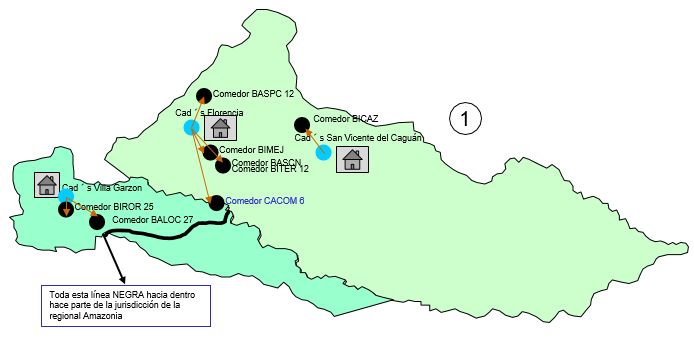 Comedor BASPC 12
Cad´s Florencia
Comedor BICAZ
1
Cad´s San Vicente del Caguán
Comedor BIMEJ
Comedor BASCN
Comedor BITER 12
Cad´s Villa Garzon
Comedor CACOM 6
Comedor BIROR 25
Comedor BALOC 27
Toda esta línea NEGRA hacia dentro
hace parte de la jurisdicción de la
regional Amazonia